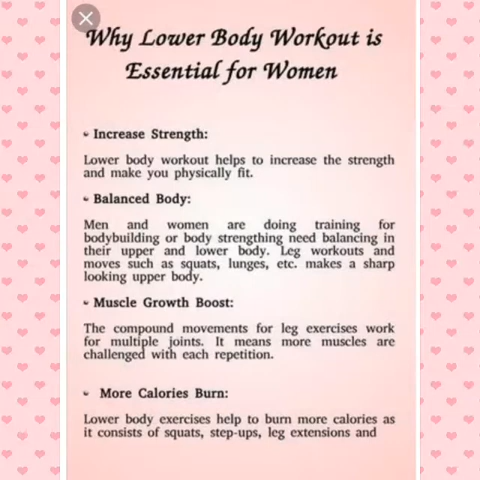 Why Lower Body Workout is
Essential for Women
Increase Strength:
Lower body workout helps to increase the strength
and make you physically fit.
Balanced Body:
Men and women are doing training for
bodybuilding or body strengthing need balancing in
their upper and lower body. Leg workouts and
moves such as squats, lunges, etc. makes a sharp
looking upper body.
Muscle Growth Boost:
The compound movements for leg exercises work
for multiple joints. It means more muscles are
challenged with each repetition.
More Calories Burn:
Lower body exercises help to burn more calories as
it consists of squats, step-ups, leg extensions and